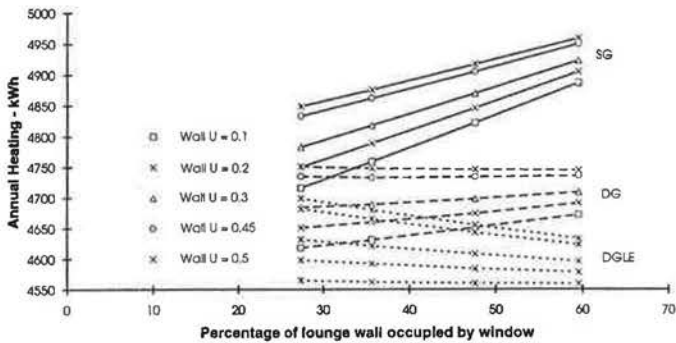 Annual Heating - kWh
5000
4950
4900
4850
4800
4750
4700
4650
4600
4550
Wall U = 0.1
Wall U = 0.2
Wall U = 0.3
Wall U = 0.45
Wall U = 0.5
SG
DG
DGLE
0 10 20 30 40 50 60 70
Percentage of lounge wall occupied by window